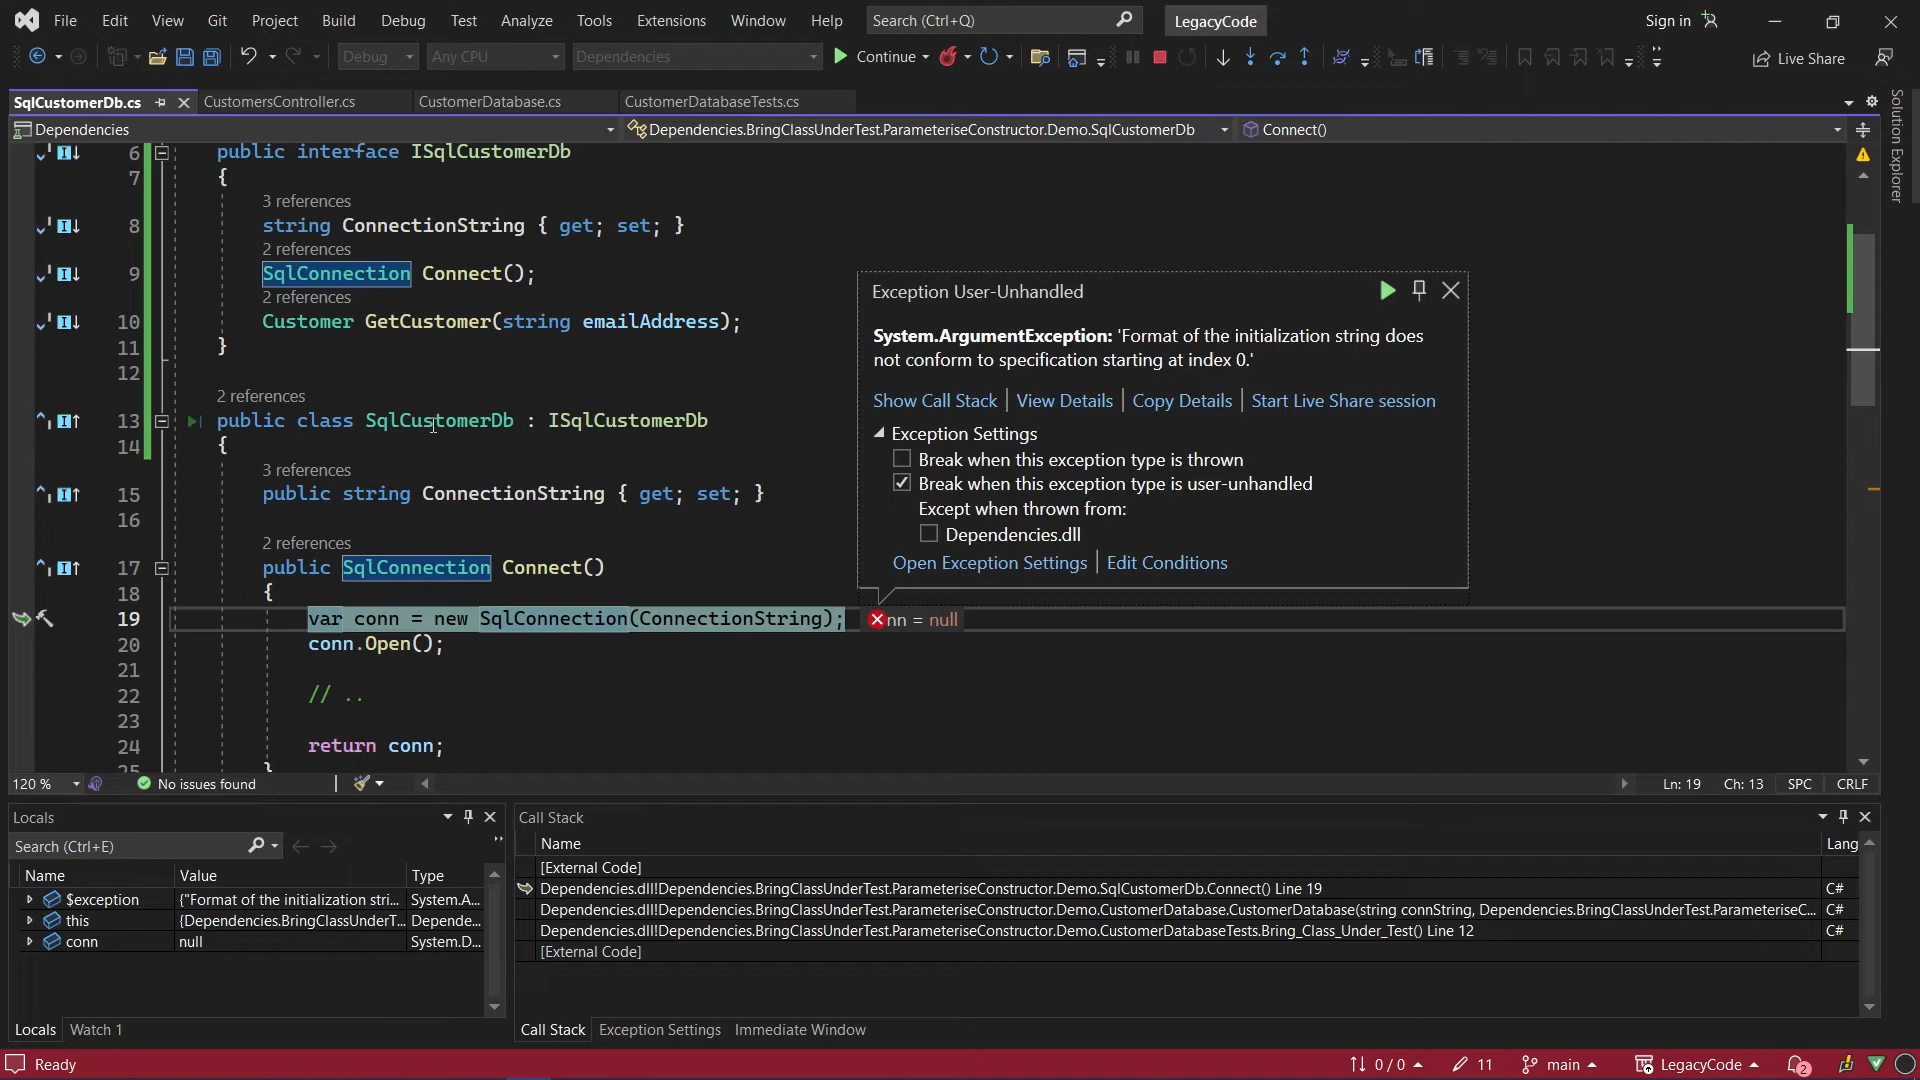 File Edit View Git Project Build Debug Test Analyze Tools Extensions Window Help Search (Ctrl+Q) LegacyCode Sign in
Debug Any CPU Dependencies Continue Live Share
SqlCustomerDb.cs CustomersController.cs CustomerDatabase.cs CustomerDatabaseTests.cs
Dependencies Dependencies.BringClassUnderTest.ParameteriseConstructor.Demo.SqlCustomerDb Connect()
Solution Explorer
6 public interface ISqlCustomerDb
7 {
3 references
8 string ConnectionString { get; set; }
2 references
9 SqlConnection Connect();
2 references
10 Customer GetCustomer(string emailAddress);
11 }
12
2 references
13 public class SqlCustomerDb : ISqlCustomerDb
14 {
3 references
15 public string ConnectionString { get; set; }
16
2 references
17 public SqlConnection Connect()
18 {
19 var conn = new SqlConnection(ConnectionString); nn = null
20 conn.Open();
21
22 // ..
23
24 return conn;
25 }
Exception User-Unhandled
System.ArgumentException: 'Format of the initialization string does
not conform to specification starting at index 0.'
Show Call Stack | View Details | Copy Details | Start Live Share session
Exception Settings
Break when this exception type is thrown
Break when this exception type is user-unhandled
Except when thrown from:
Dependencies.dll
Open Exception Settings | Edit Conditions
120 % No issues found Ln: 19 Ch: 13 SPC CRLF
Locals
Search (Ctrl+E)
Name Value Type
$exception {"Format of the initialization stri... System.A...
this {Dependencies.BringClassUnderT... Depende...
conn null System.D...
Locals Watch 1
Call Stack
Name Lang
[External Code]
Dependencies.dll!Dependencies.BringClassUnderTest.ParameteriseConstructor.Demo.SqlCustomerDb.Connect() Line 19 C#
Dependencies.dll!Dependencies.BringClassUnderTest.ParameteriseConstructor.Demo.CustomerDatabase.CustomerDatabase(string connString, Dependencies.BringClassUnderTest.ParameteriseC... C#
Dependencies.dll!Dependencies.BringClassUnderTest.ParameteriseConstructor.Demo.CustomerDatabaseTests.Bring_Class_Under_Test() Line 12 C#
[External Code]
Call Stack Exception Settings Immediate Window
Ready 0 / 0 11 main LegacyCode 2